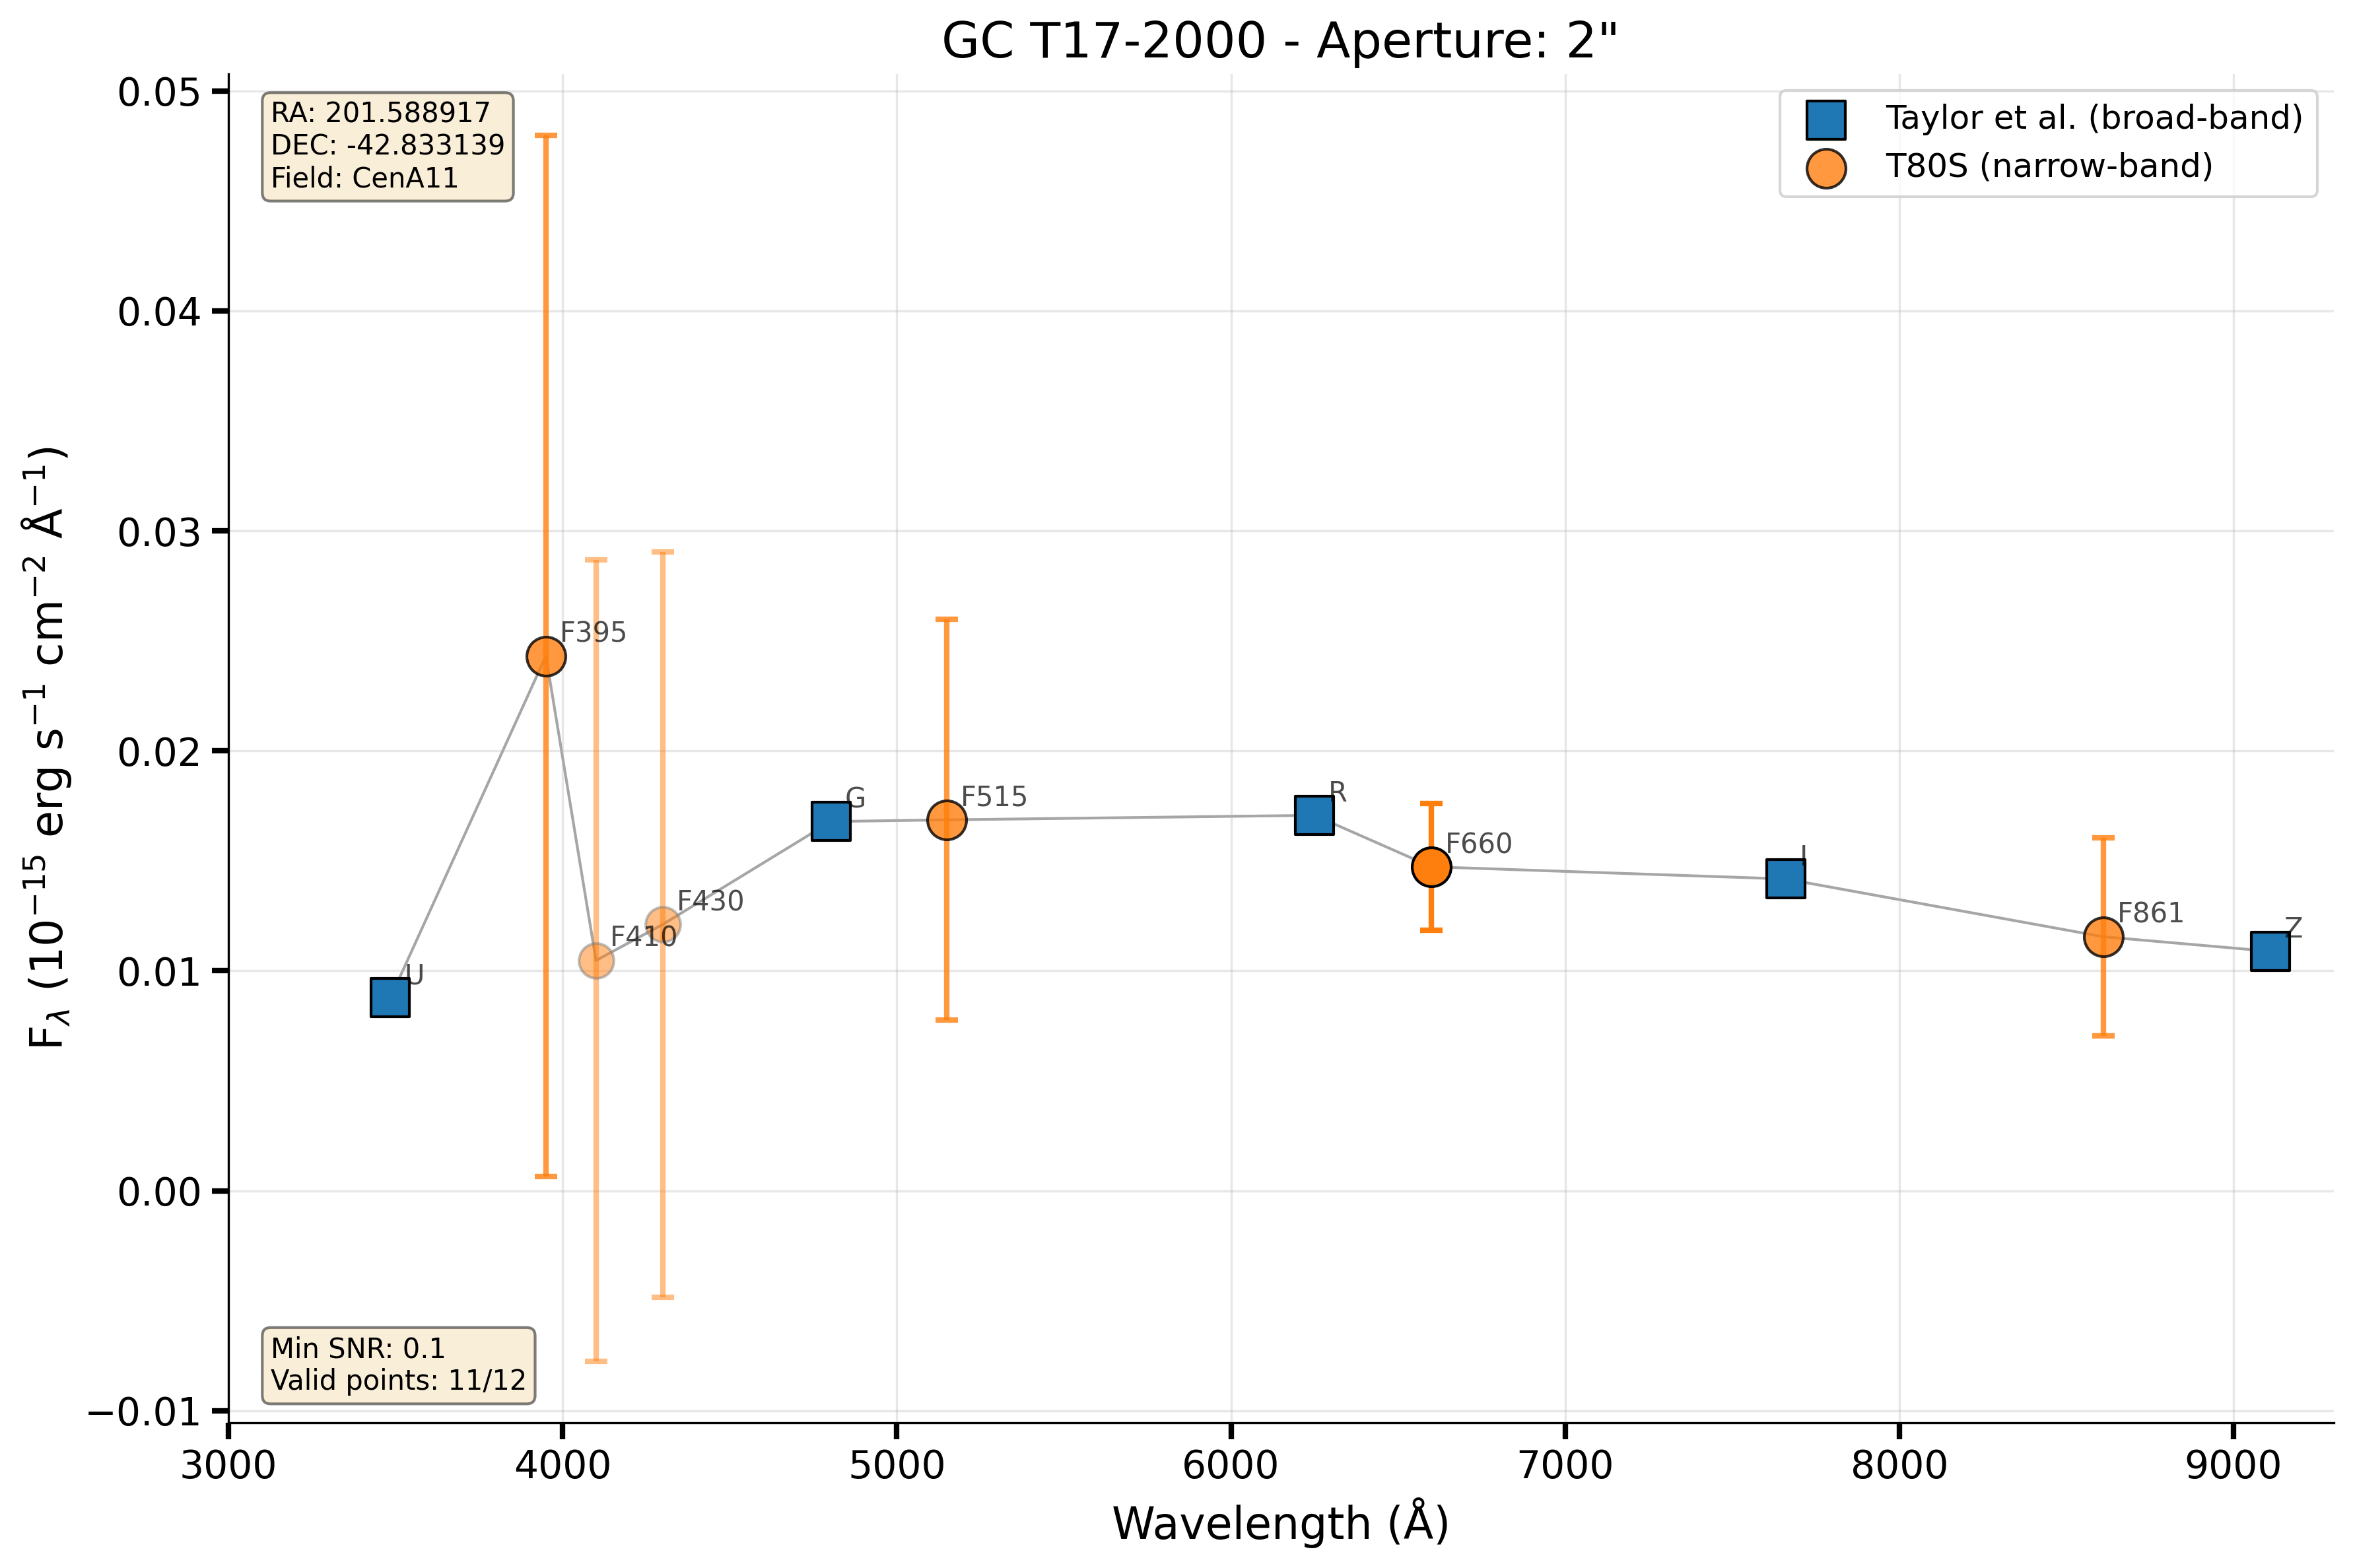 GC T17-2000 - Aperture: 2"
RA: 201.588917
DEC: -42.833139
Field: CenA11
Taylor et al. (broad-band)
T80S (narrow-band)
0.05
0.04
0.03
0.02
0.01
0.00
−0.01
F_λ (10⁻¹⁵ erg s⁻¹ cm⁻² Å⁻¹)
U
F395
F410
F430
G
F515
R
F660
I
F861
Z
Min SNR: 0.1
Valid points: 11/12
3000 4000 5000 6000 7000 8000 9000
Wavelength (Å)